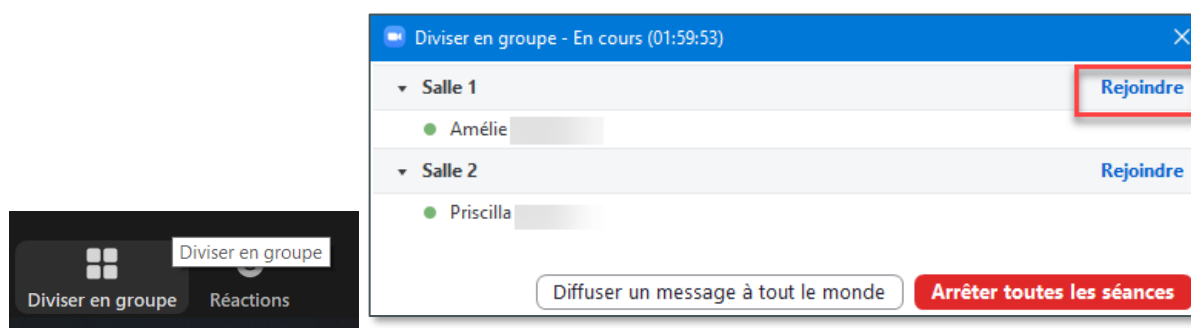 Diviser en groupe - En cours (01:59:53)
Salle 1 Rejoindre
Amélie
Salle 2 Rejoindre
Priscilla
Diffuser un message à tout le monde Arrêter toutes les séances
Diviser en groupe
Diviser en groupe Réactions